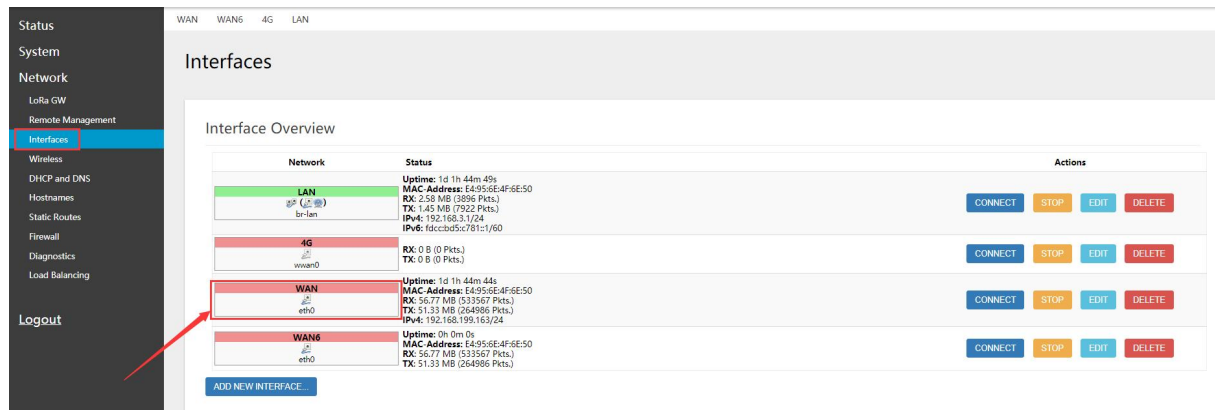 Status
System
Network
LoRa GW
Remote Management
Interfaces
Wireless
DHCP and DNS
Hostnames
Static Routes
Firewall
Diagnostics
Load Balancing
Logout
WAN WAN6 4G LAN
Interfaces
Interface Overview
Network Status Actions
LAN
br-lan
Uptime: 1d 1h 44m 49s
MAC-Address: E4:95:6E:4F:6E:50
RX: 2.58 MB (3896 Pkts.)
TX: 1.45 MB (7922 Pkts.)
IPv4: 192.168.3.1/24
IPv6: fdcc:bd5:c781::1/60
CONNECT STOP EDIT DELETE
4G
wwan0
RX: 0 B (0 Pkts.)
TX: 0 B (0 Pkts.)
CONNECT STOP EDIT DELETE
WAN
eth0
Uptime: 1d 1h 44m 44s
MAC-Address: E4:95:6E:4F:6E:50
RX: 56.77 MB (533567 Pkts.)
TX: 51.33 MB (264986 Pkts.)
IPv4: 192.168.199.163/24
CONNECT STOP EDIT DELETE
WAN6
eth0
Uptime: 0h 0m 0s
MAC-Address: E4:95:6E:4F:6E:50
RX: 56.77 MB (533567 Pkts.)
TX: 51.33 MB (264986 Pkts.)
CONNECT STOP EDIT DELETE
ADD NEW INTERFACE...